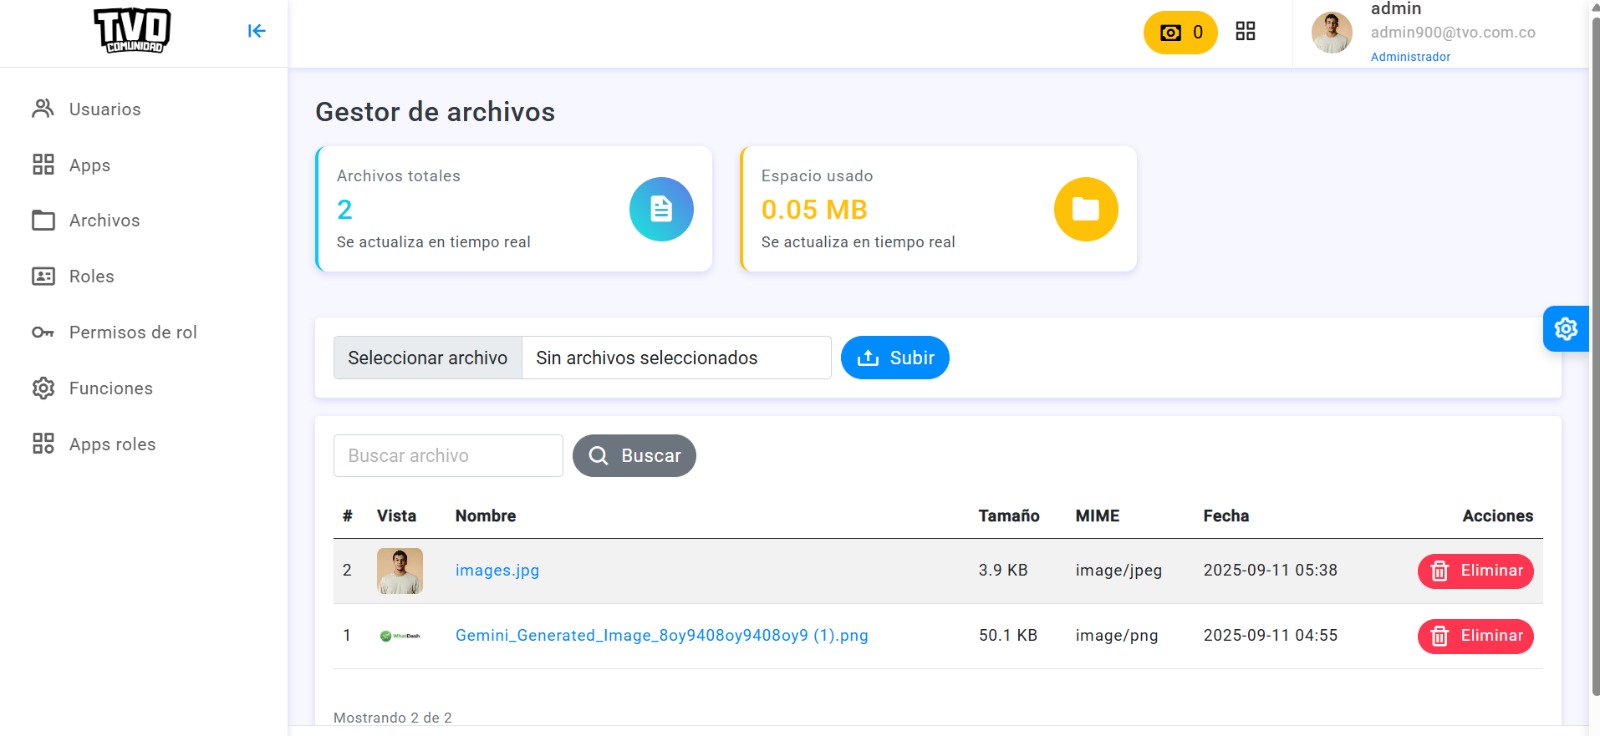 TVO
COMUNIDAD
0
admin
admin900@tvo.com.co
Administrador
Usuarios
Apps
Archivos
Roles
Permisos de rol
Funciones
Apps roles
Gestor de archivos
Archivos totales
2
Se actualiza en tiempo real
Espacio usado
0.05 MB
Se actualiza en tiempo real
Seleccionar archivo Sin archivos seleccionados Subir
Buscar archivo Buscar
# Vista Nombre Tamaño MIME Fecha Acciones
2 images.jpg 3.9 KB image/jpeg 2025-09-11 05:38 Eliminar
1 WhatDash Gemini_Generated_Image_8oy9408oy9408oy9 (1).png 50.1 KB image/png 2025-09-11 04:55 Eliminar
Mostrando 2 de 2